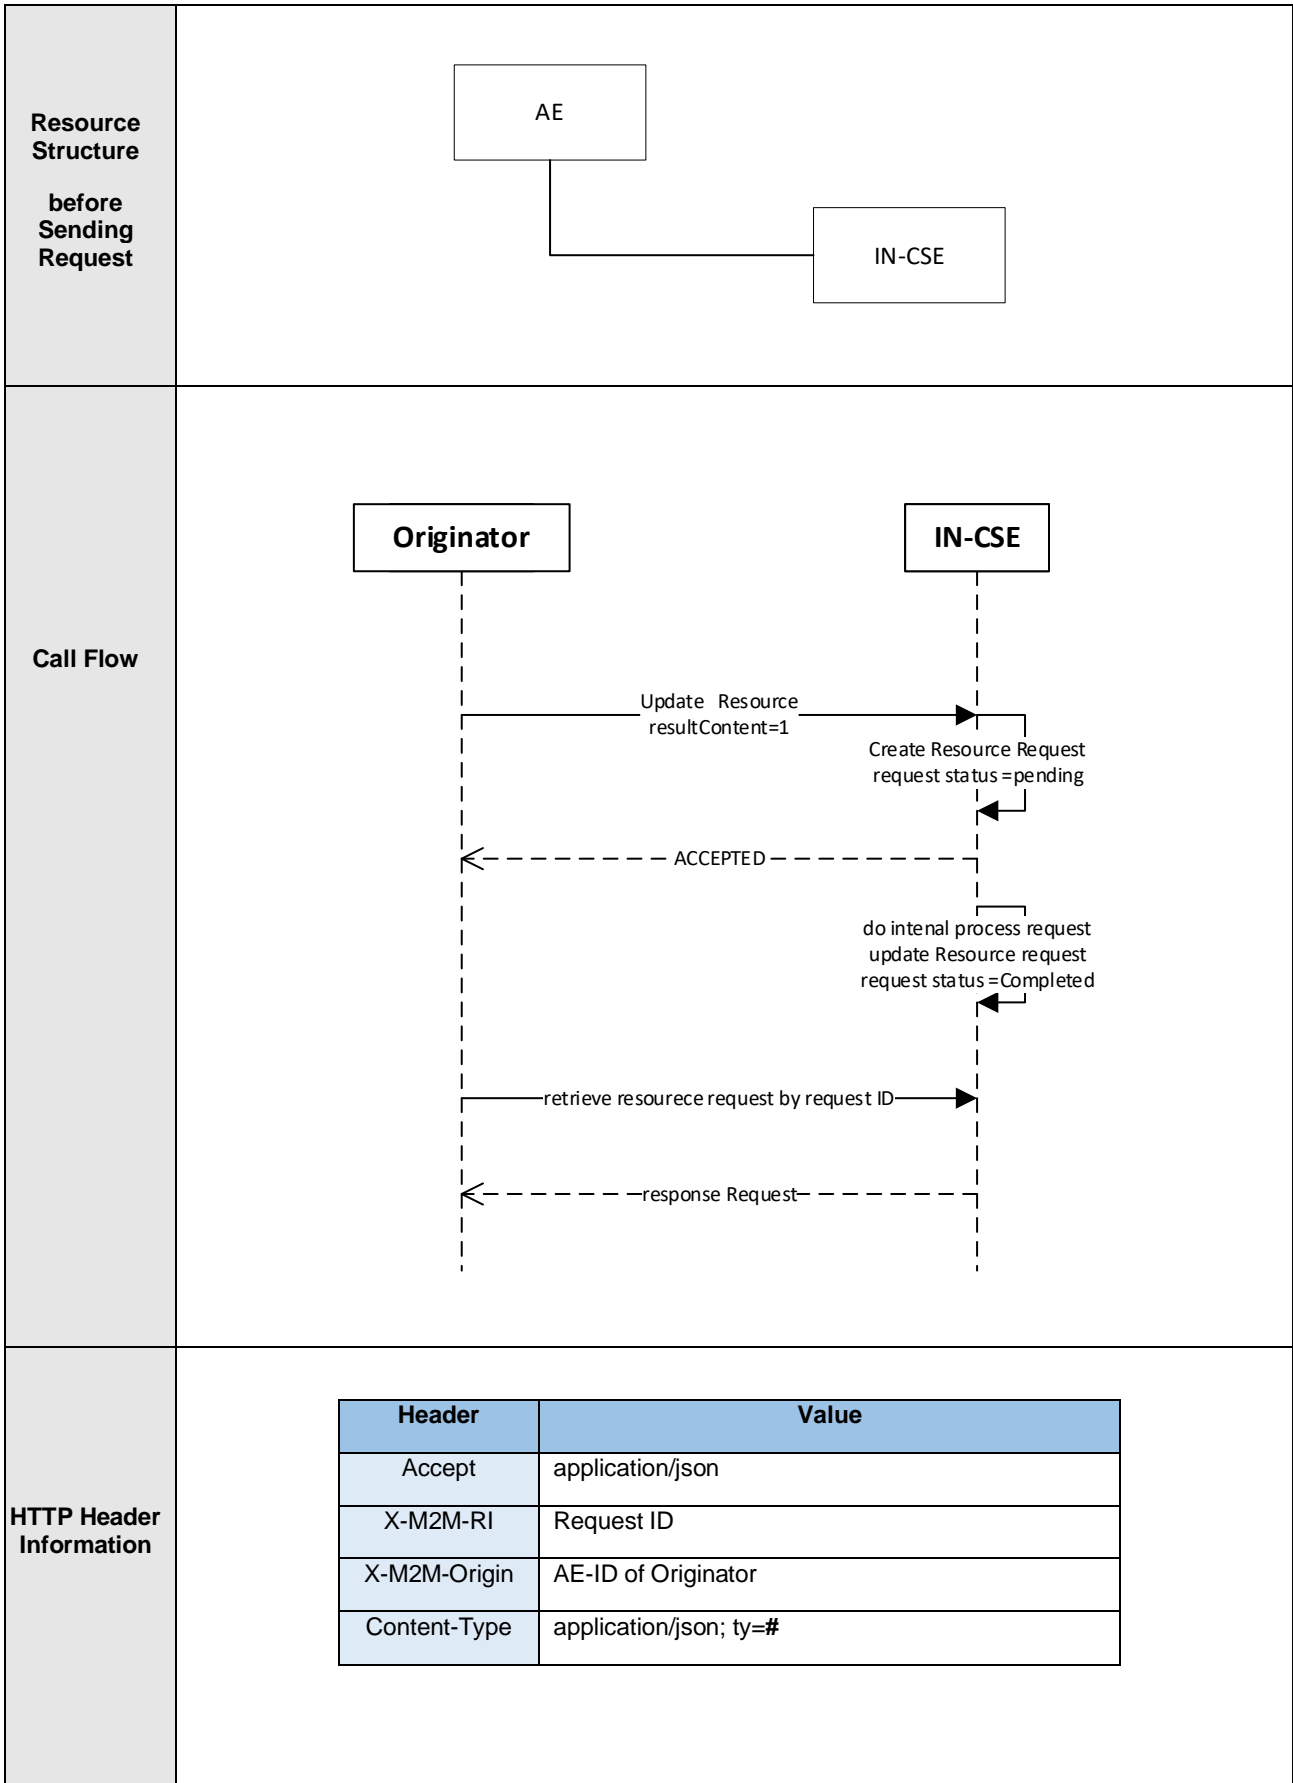 Resource
Structure
before
Sending
Request
AE
IN-CSE
Call Flow
Originator
IN-CSE
Update   Resource
resultContent=1
Create Resource Request
request status =pending
ACCEPTED
do intenal process request
update Resource request
request status =Completed
retrieve resourece request by request ID
response Request
HTTP Header
Information
Header Value
Accept application/json
X-M2M-RI Request ID
X-M2M-Origin AE-ID of Originator
Content-Type application/json; ty=#